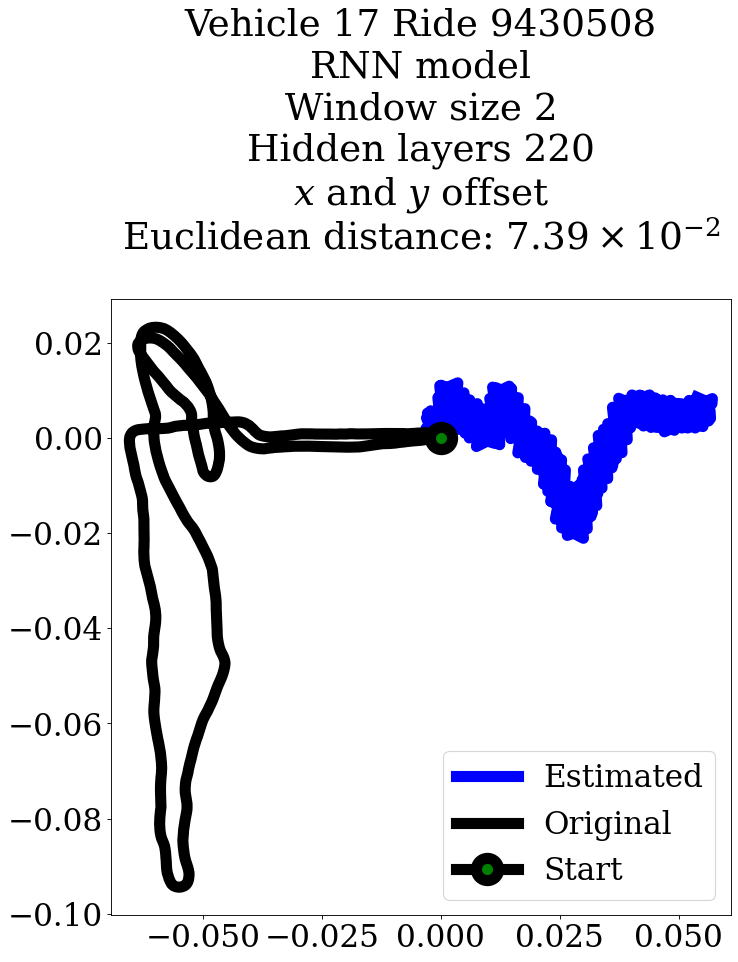 Vehicle 17 Ride 9430508
RNN model
Window size 2
Hidden layers 220
x and y offset
Euclidean distance: 7.39 × 10⁻²
0.02
0.00
−0.02
−0.04
−0.06
−0.08
−0.10
Estimated
Original
Start
−0.050 −0.025 0.000 0.025 0.050